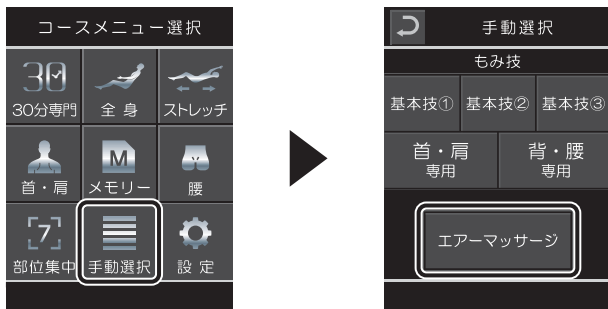 コースメニュー選択
30
30分専門
全 身
ストレッチ
首・肩
M
メモリー
腰
7
部位集中
手動選択
設 定
手動選択
もみ技
基本技① 基本技② 基本技③
首・肩
専用
背・腰
専用
エアーマッサージ